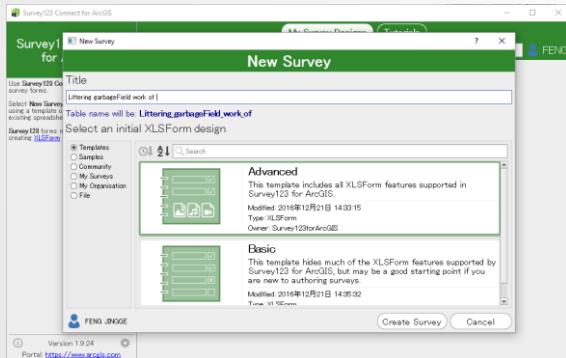 Survey123 Connect for ArcGIS
My Survey Designs
Tutorials
Survey1
for
FENG
Use Survey123 Co
survey forms.
Select New Survey
using a template o
existing spreadshe
Survey123 forms r
creating XLSForm
New Survey
?
New Survey
Title
Littering garbageField work of
Table name will be: Littering_garbageField_work_of
Select an initial XLSForm design
Templates
Samples
Community
My Surveys
My Organisation
File
Search
Advanced
This template includes all XLSForm features supported in
Survey123 for ArcGIS.
Modified: 2016年12月21日 14:33:15
Type: XLSForm
Owner: Survey123forArcGIS
Basic
This template hides much of the XLSForm features supported by
Survey123 for ArcGIS, but may be a good starting point if you
are new to authoring surveys.
Modified: 2016年12月21日 14:35:32
Type: XLSForm
FENG JINGGE
Create Survey
Cancel
Version 1.9.24
Portal: https://www.arcgis.com